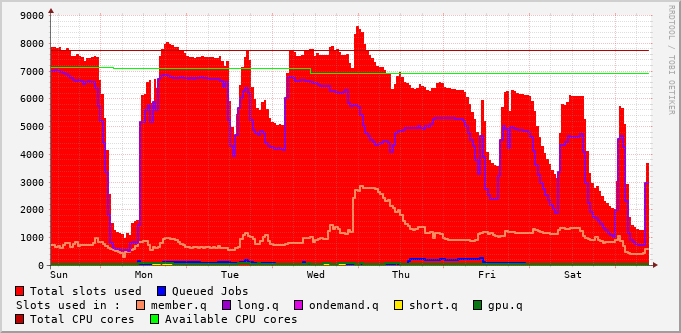 9000
8000
7000
6000
5000
4000
3000
2000
1000
0
Sun Mon Tue Wed Thu Fri Sat
RRDTOOL / TOBI OETIKER
Total slots used Queued Jobs
Slots used in : member.q long.q ondemand.q short.q gpu.q
Total CPU cores Available CPU cores